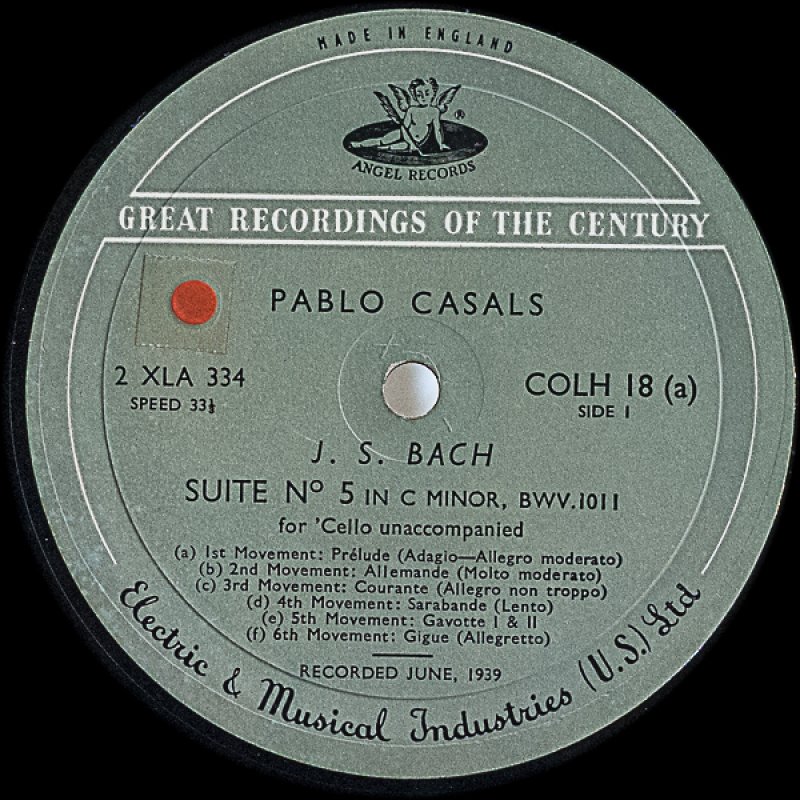 MADE IN ENGLAND
ANGEL RECORDS
GREAT RECORDINGS OF THE CENTURY
PABLO CASALS
2 XLA 334
SPEED 33⅓
COLH 18 (a)
SIDE 1
J. S. BACH
SUITE Nº 5 IN C MINOR, BWV.1011
for 'Cello unaccompanied
(a) 1st Movement: Prélude (Adagio—Allegro moderato)
(b) 2nd Movement: Allemande (Molto moderato)
(c) 3rd Movement: Courante (Allegro non troppo)
(d) 4th Movement: Sarabande (Lento)
(e) 5th Movement: Gavotte I & II
(f) 6th Movement: Gigue (Allegretto)
RECORDED JUNE, 1939
Electric & Musical Industries (U.S.) Ltd